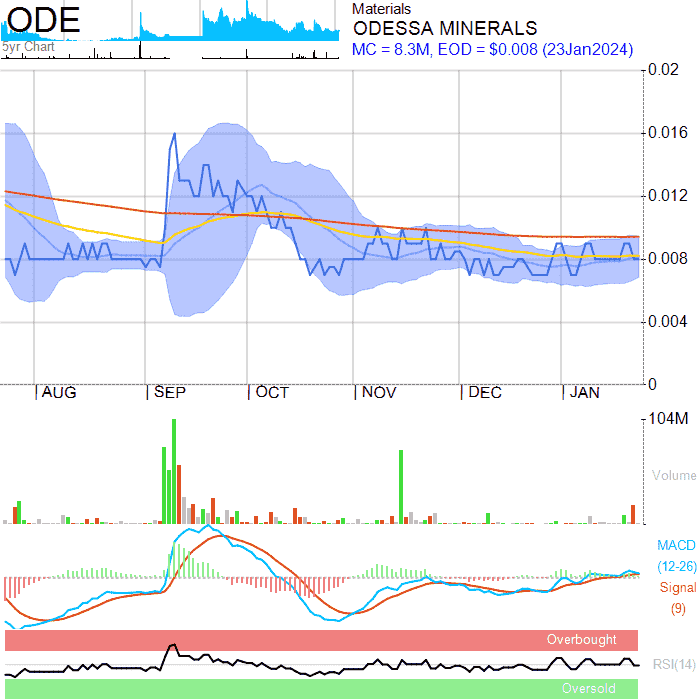 ODE
5yr Chart
Materials
ODESSA MINERALS
MC = 8.3M, EOD = $0.008 (23Jan2024)
0.02
0.016
0.012
0.008
0.004
0
AUG SEP OCT NOV DEC JAN
104M
Volume
MACD
(12-26)
Signal
(9)
Overbought
RSI(14)
Oversold